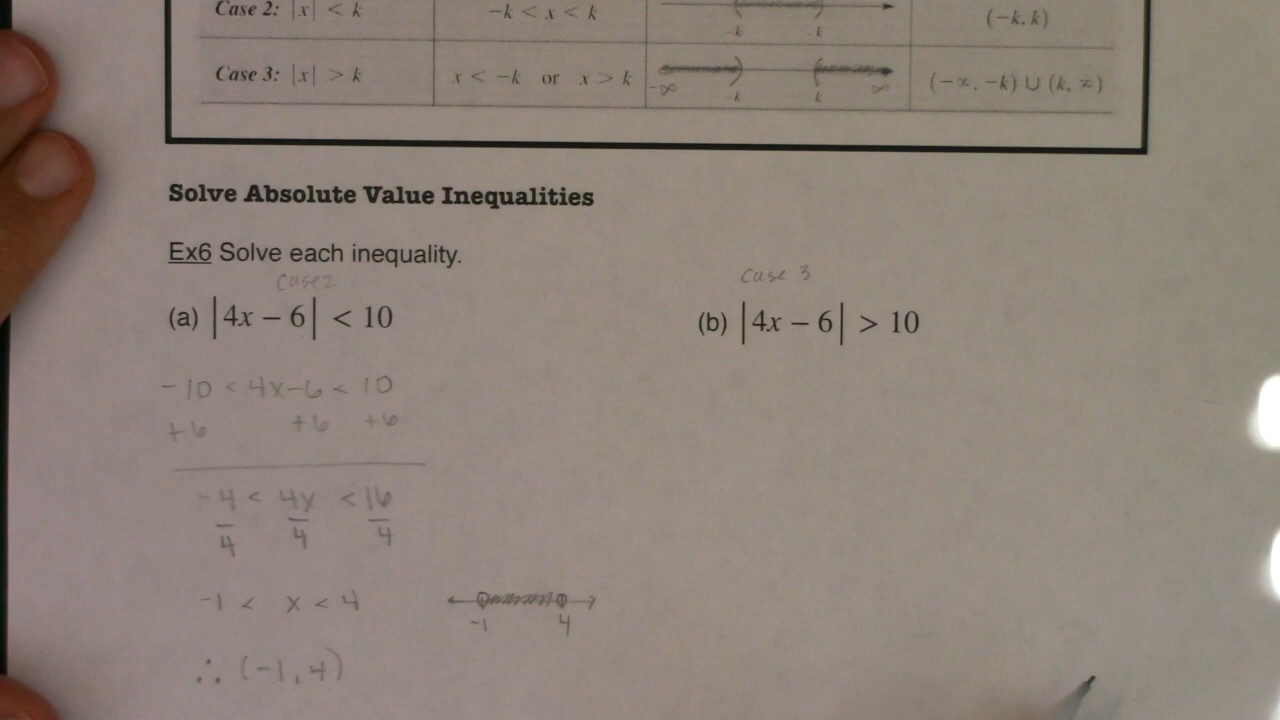 Case 2: |x| < k −k < x < k -k k (−k, k)
Case 3: |x| > k x < −k or x > k -∞ -k k ∞ (−∞, −k) ∪ (k, ∞)
Solve Absolute Value Inequalities
Ex6 Solve each inequality.
case 2
(a) |4x − 6| < 10
-10 < 4x-6 < 10
+6 +6 +6
-4 < 4x < 16
4 4 4
-1 < x < 4
-1 4
∴ (-1, 4)
case 3
(b) |4x − 6| > 10